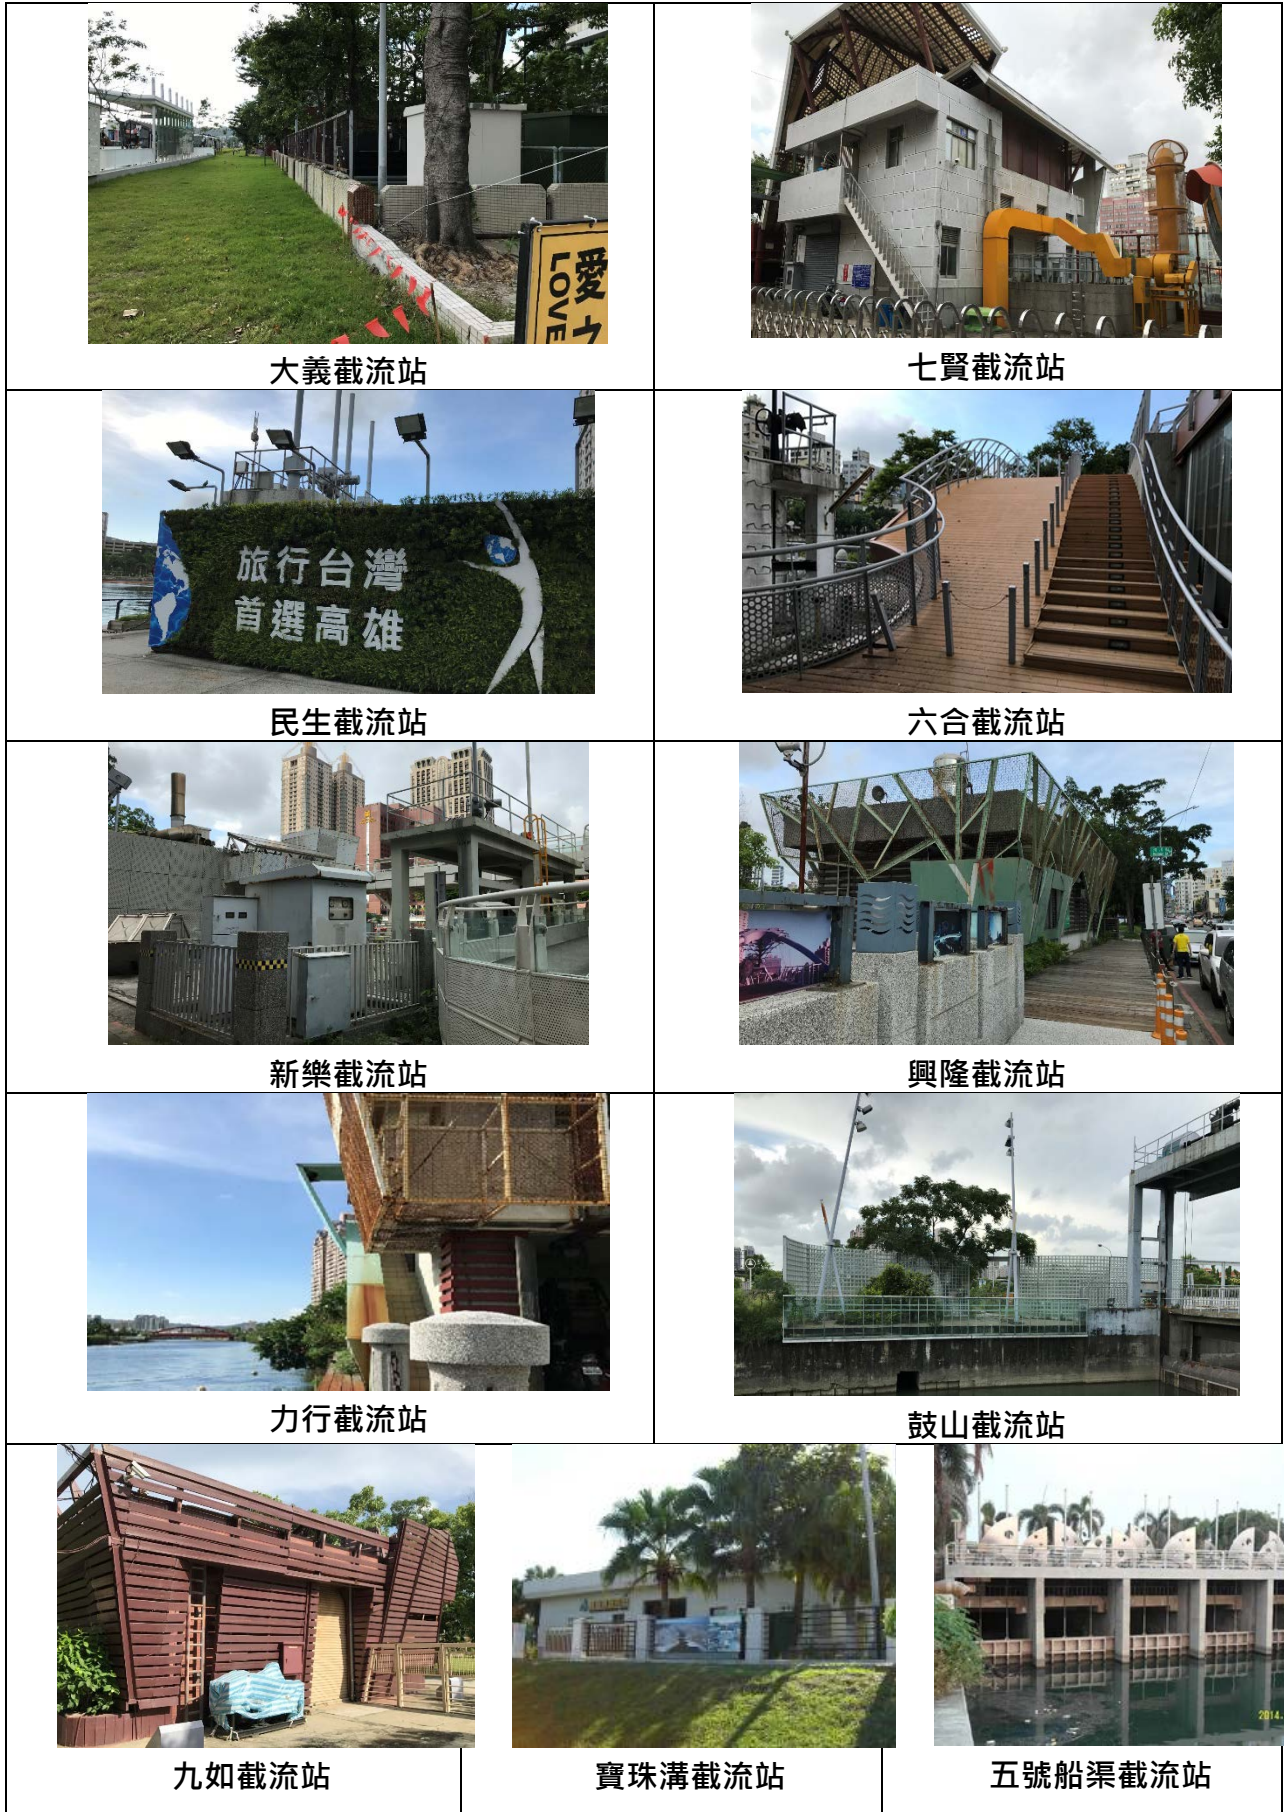 愛之
LOVE
大義截流站
七賢截流站
旅行台灣
首選高雄
民生截流站
六合截流站
新樂截流站
興隆截流站
力行截流站
鼓山截流站
2014.
九如截流站
寶珠溝截流站
五號船渠截流站